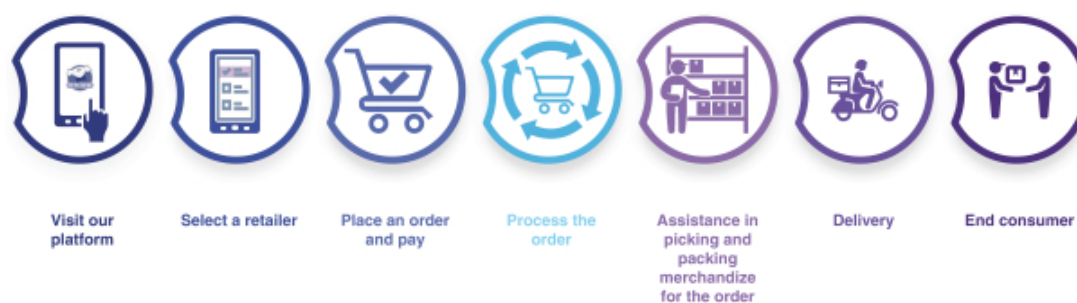 Visit our
platform
Select a retailer
Place an order
and pay
Process the
order
Assistance in
picking and
packing
merchandize
for the order
Delivery
End consumer